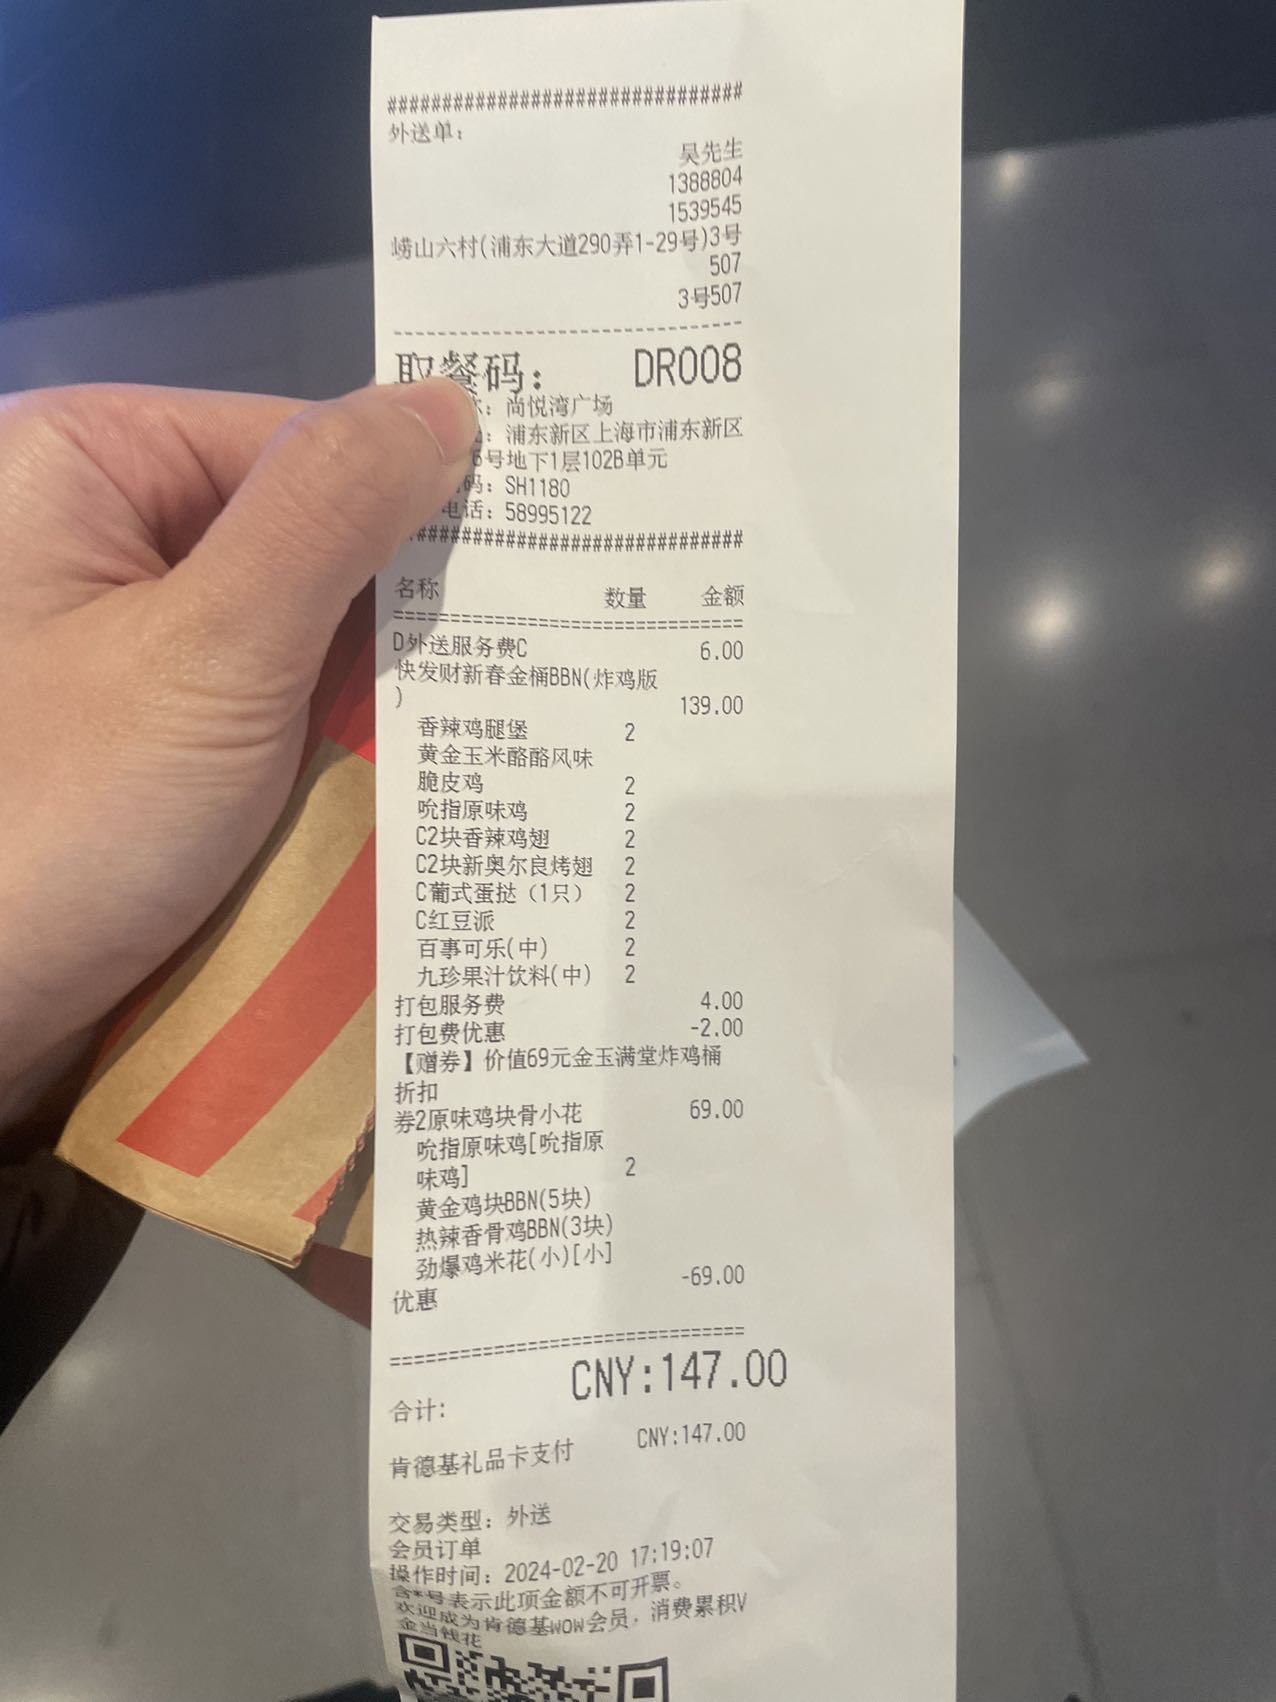 ################################
外送单：
吴先生
1388804
1539545
崂山六村(浦东大道290弄1-29号)3号
507
3号507
--------------------------------
取餐码： DR008
：尚悦湾广场
：浦东新区上海市浦东新区
6号地下1层102B单元
码：SH1180
电话：58995122
################################
名称 数量 金额
================================
D外送服务费C 6.00
快发财新春金桶BBN(炸鸡版
) 139.00
香辣鸡腿堡 2
黄金玉米酪酪风味
脆皮鸡 2
吮指原味鸡 2
C2块香辣鸡翅 2
C2块新奥尔良烤翅 2
C葡式蛋挞（1只） 2
C红豆派 2
百事可乐(中) 2
九珍果汁饮料(中) 2
打包服务费 4.00
打包费优惠 -2.00
【赠券】价值69元金玉满堂炸鸡桶
折扣
券2原味鸡块骨小花 69.00
吮指原味鸡[吮指原
味鸡] 2
黄金鸡块BBN(5块)
热辣香骨鸡BBN(3块)
劲爆鸡米花(小)[小]
优惠 -69.00
================================
合计： CNY:147.00
肯德基礼品卡支付 CNY:147.00
交易类型：外送
会员订单
操作时间：2024-02-20 17:19:07
含*号表示此项金额不可开票。
欢迎成为肯德基WOW会员，消费累积V
金当钱花